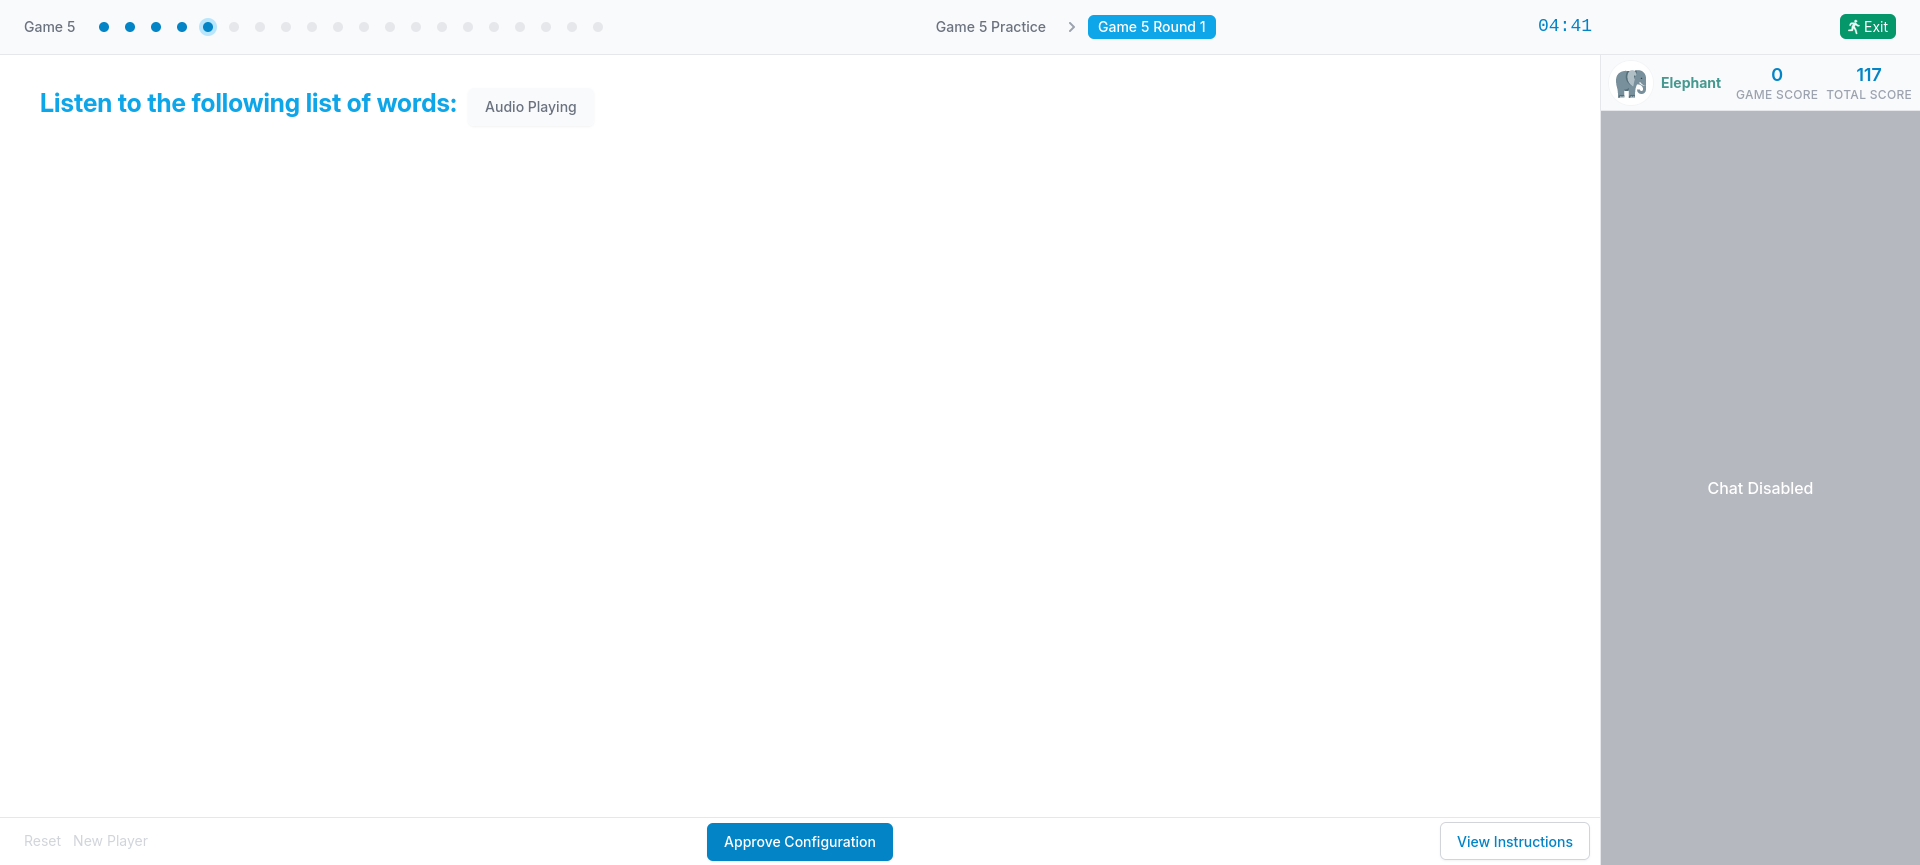 Game 5
Game 5 Practice
Game 5 Round 1
04:41
Exit
Listen to the following list of words:
Audio Playing
Elephant
0
GAME SCORE
117
TOTAL SCORE
Chat Disabled
Reset
New Player
Approve Configuration
View Instructions